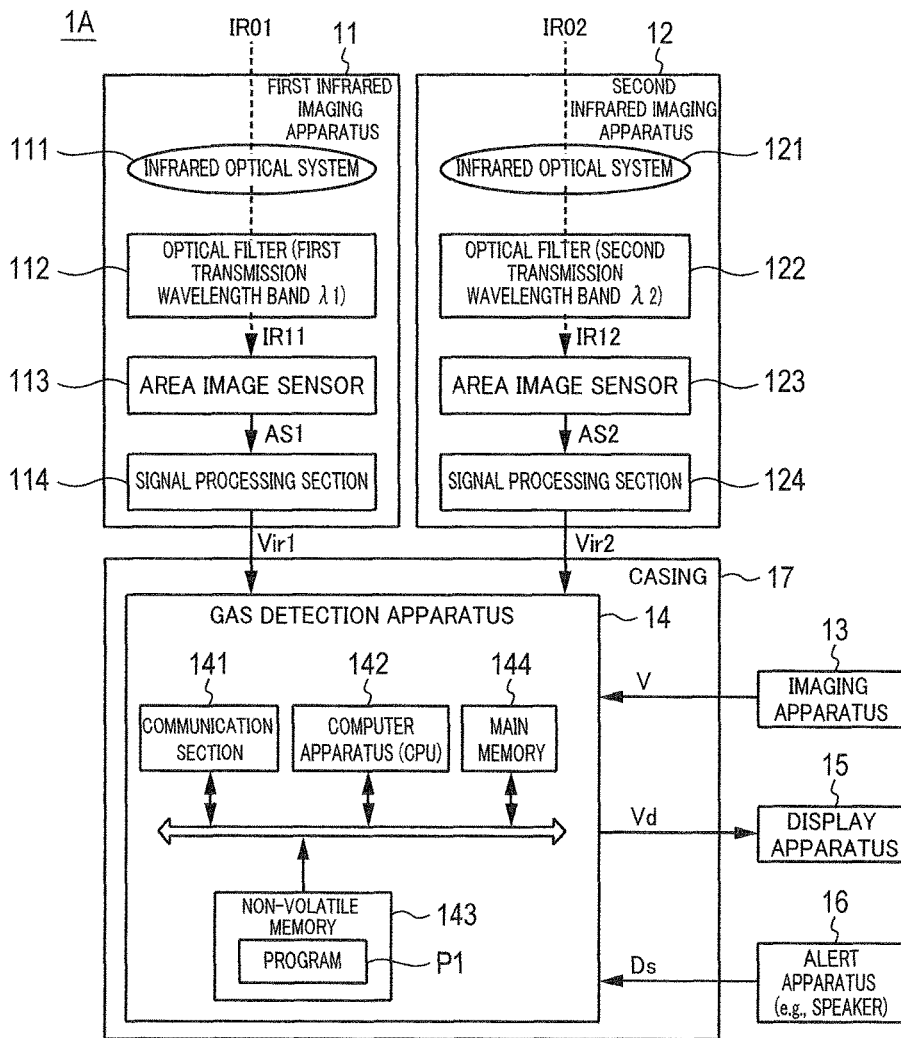 1A
IR01
11
IR02
12
FIRST INFRARED
IMAGING
APPARATUS
SECOND
INFRARED IMAGING
APPARATUS
111
INFRARED OPTICAL SYSTEM
INFRARED OPTICAL SYSTEM
121
112
OPTICAL FILTER (FIRST
TRANSMISSION
WAVELENGTH BAND λ1)
OPTICAL FILTER (SECOND
TRANSMISSION
WAVELENGTH BAND λ2)
122
IR11
IR12
113
AREA IMAGE SENSOR
AREA IMAGE SENSOR
123
AS1
AS2
114
SIGNAL PROCESSING SECTION
SIGNAL PROCESSING SECTION
124
Vir1
Vir2
CASING
17
GAS DETECTION APPARATUS
14
13
141
142
144
V
IMAGING
APPARATUS
COMMUNICATION
SECTION
COMPUTER
APPARATUS (CPU)
MAIN
MEMORY
15
Vd
DISPLAY
APPARATUS
NON-VOLATILE
MEMORY
143
16
PROGRAM
P1
Ds
ALERT
APPARATUS
(e.g., SPEAKER)